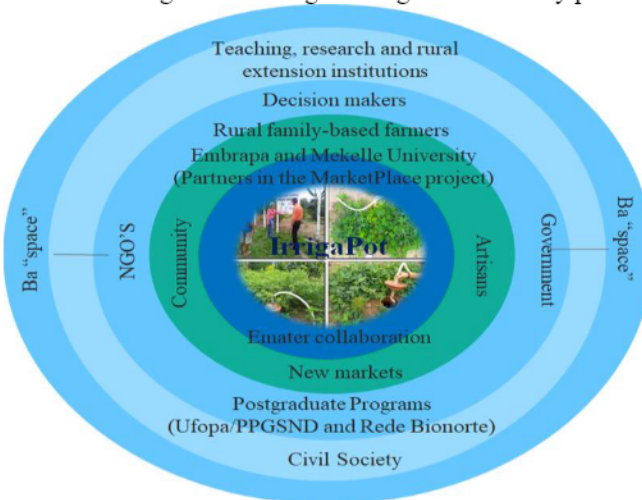 Teaching, research and rural
extension institutions
Decision makers
Rural family-based farmers
Embrapa and Mekelle University
(Partners in the MarketPlace project)
Ba “space”
NGO'S
Community
IrrigaPot
Artisans
Government
Ba “space”
Emater collaboration
New markets
Postgraduate Programs
(Ufopa/PPGSND and Rede Bionorte)
Civil Society